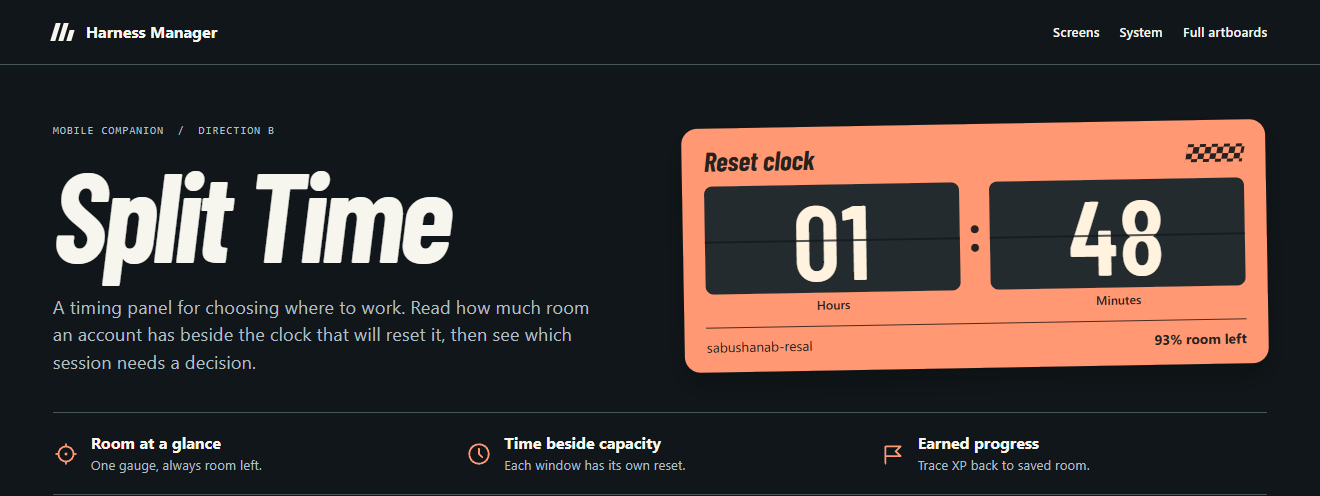 Harness Manager
Screens System Full artboards
MOBILE COMPANION / DIRECTION B
Split Time
A timing panel for choosing where to work. Read how much room
an account has beside the clock that will reset it, then see which
session needs a decision.
Reset clock
01 : 48
Hours Minutes
sabushanab-resal 93% room left
Room at a glance
One gauge, always room left.
Time beside capacity
Each window has its own reset.
Earned progress
Trace XP back to saved room.